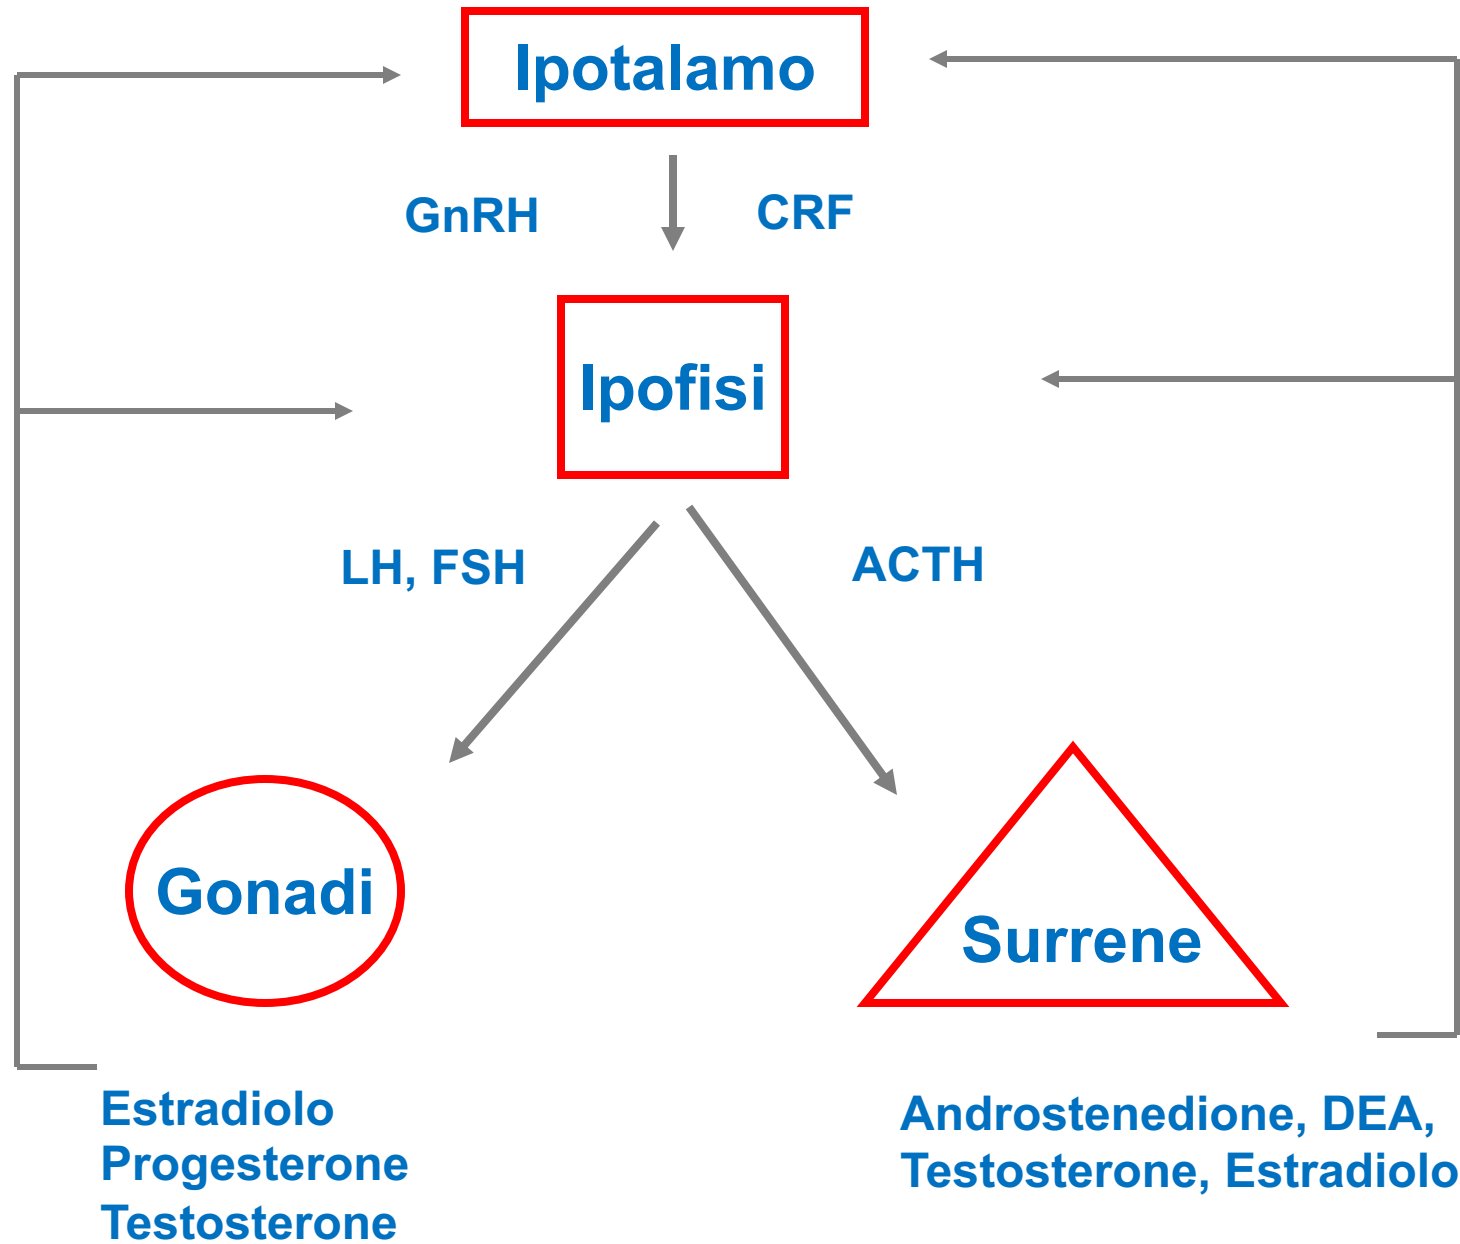 Ipotalamo
GnRH
CRF
Ipofisi
LH, FSH
ACTH
Gonadi
Surrene
Estradiolo
Progesterone
Testosterone
Androstenedione, DEA,
Testosterone, Estradiolo